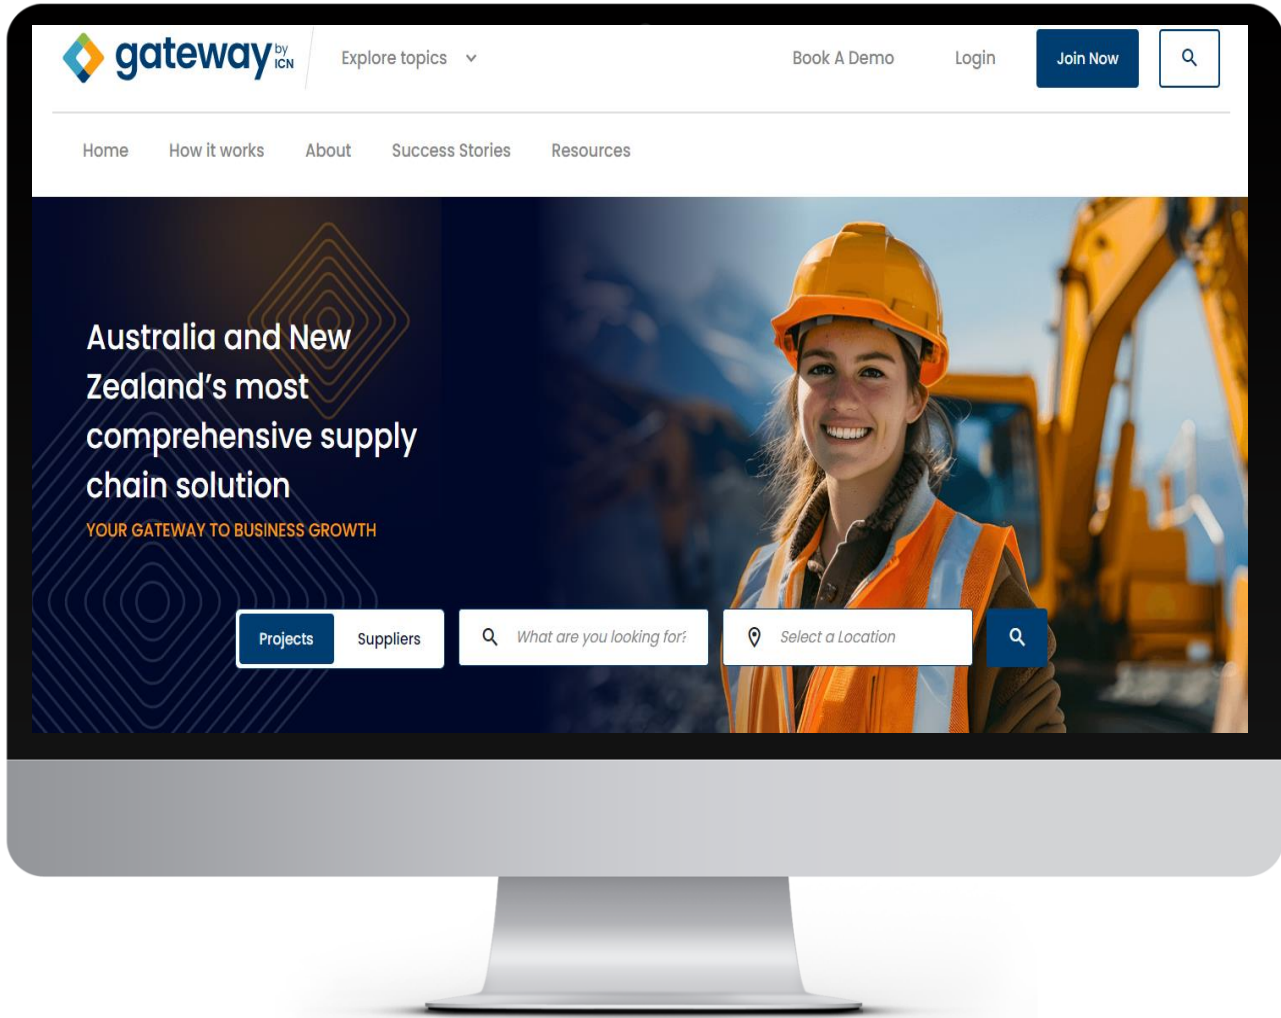 gateway by ICN
Explore topics
Book A Demo
Login
Join Now
Home
How it works
About
Success Stories
Resources
Australia and New
Zealand's most
comprehensive supply
chain solution
YOUR GATEWAY TO BUSINESS GROWTH
Projects
Suppliers
What are you looking for?
Select a Location